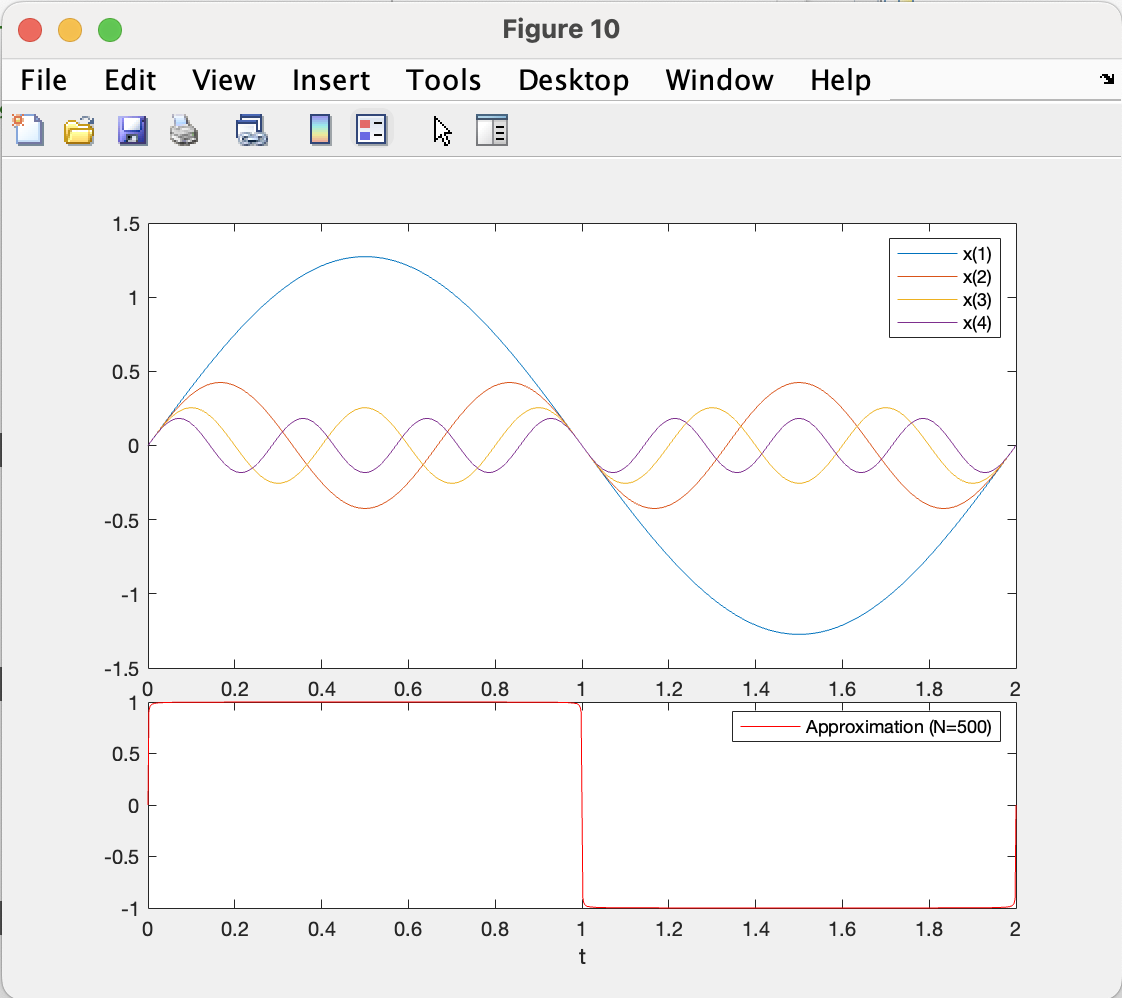 Figure 10
File Edit View Insert Tools Desktop Window Help
1.5
1
0.5
0
-0.5
-1
-1.5
x(1)
x(2)
x(3)
x(4)
0 0.2 0.4 0.6 0.8 1 1.2 1.4 1.6 1.8 2
1
0.5
0
-0.5
-1
Approximation (N=500)
0 0.2 0.4 0.6 0.8 1 1.2 1.4 1.6 1.8 2
t